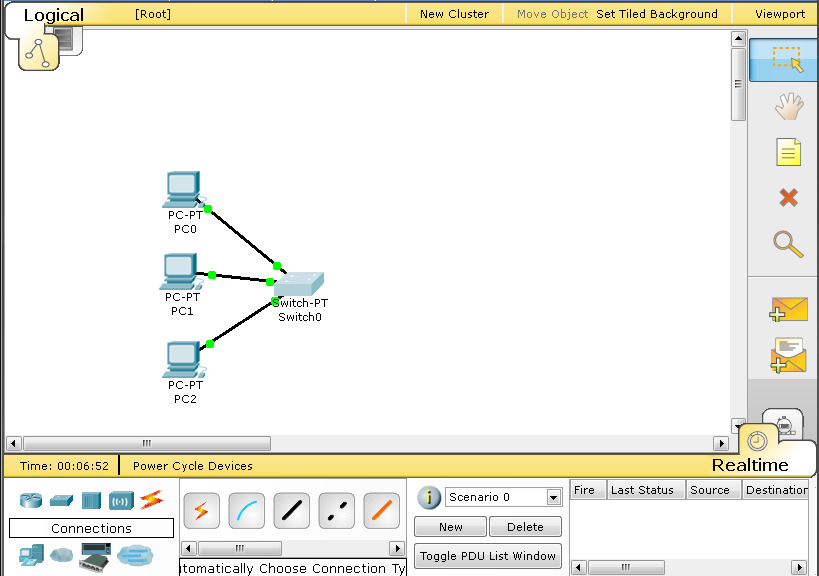 Logical [Root] New Cluster Move Object Set Tiled Background Viewport
PC-PT
PC0
PC-PT
PC1
Switch-PT
Switch0
PC-PT
PC2
Time: 00:06:52 Power Cycle Devices Realtime
Connections
Scenario 0
New Delete
Toggle PDU List Window
Fire Last Status Source Destination
utomatically Choose Connection Ty